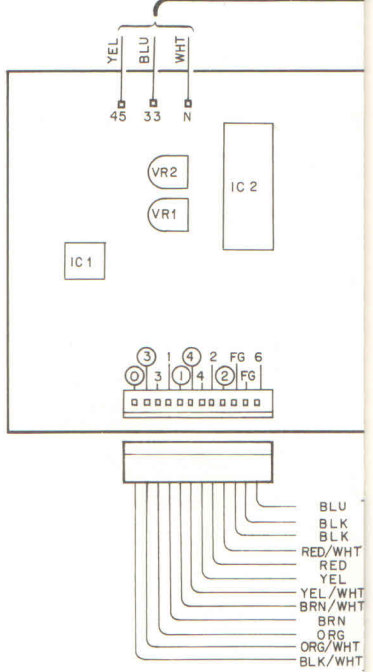 YEL BLU WHT
45 33 N
VR2
IC 2
VR1
IC 1
③ 1 ④ 2 FG 6
⓪ 3 ① 4 ② FG
BLU
BLK
BLK
RED/WHT
RED
YEL
YEL/WHT
BRN/WHT
BRN
ORG
ORG/WHT
BLK/WHT